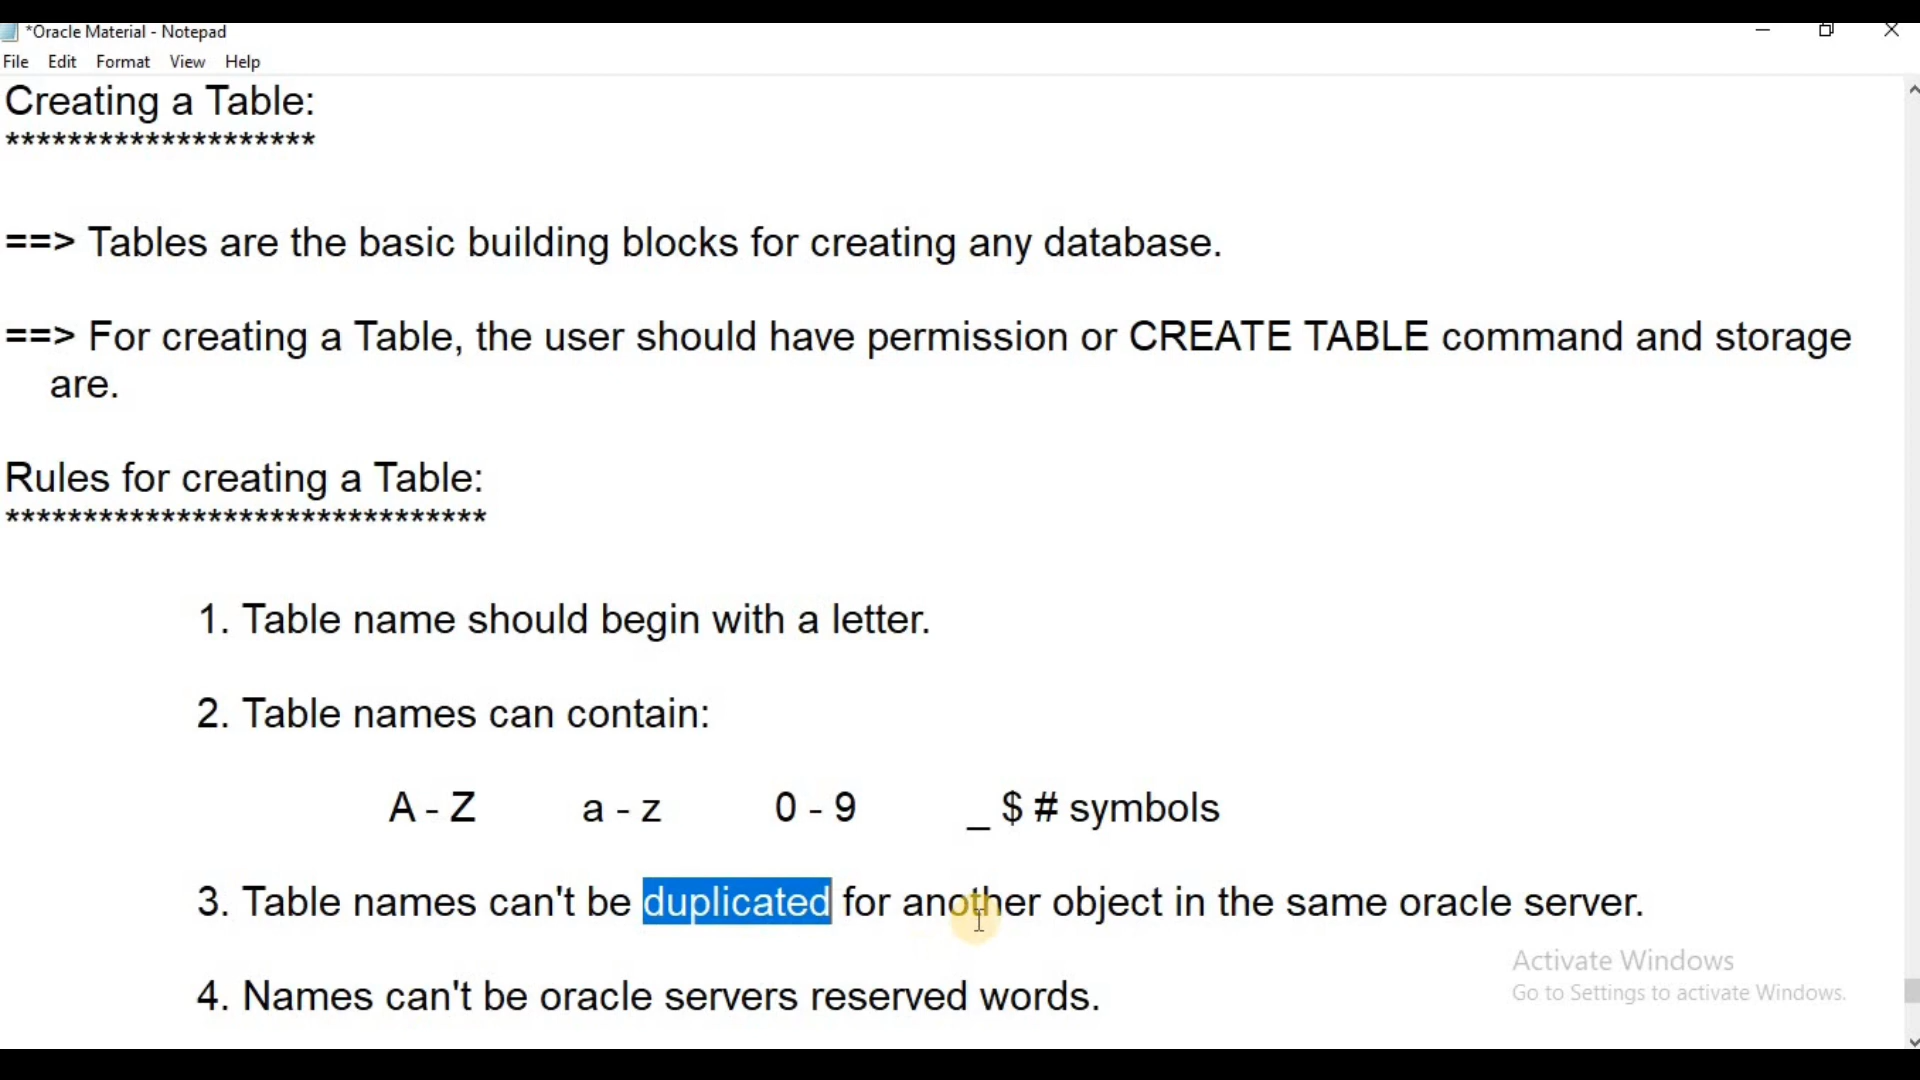 *Oracle Material - Notepad
File Edit Format View Help
Creating a Table:
********************
==> Tables are the basic building blocks for creating any database.
==> For creating a Table, the user should have permission or CREATE TABLE command and storage
are.
Rules for creating a Table:
*******************************
1. Table name should begin with a letter.
2. Table names can contain:
A - Z a - z 0 - 9 _ $ # symbols
3. Table names can't be duplicated for another object in the same oracle server.
4. Names can't be oracle servers reserved words.
Activate Windows
Go to Settings to activate Windows.